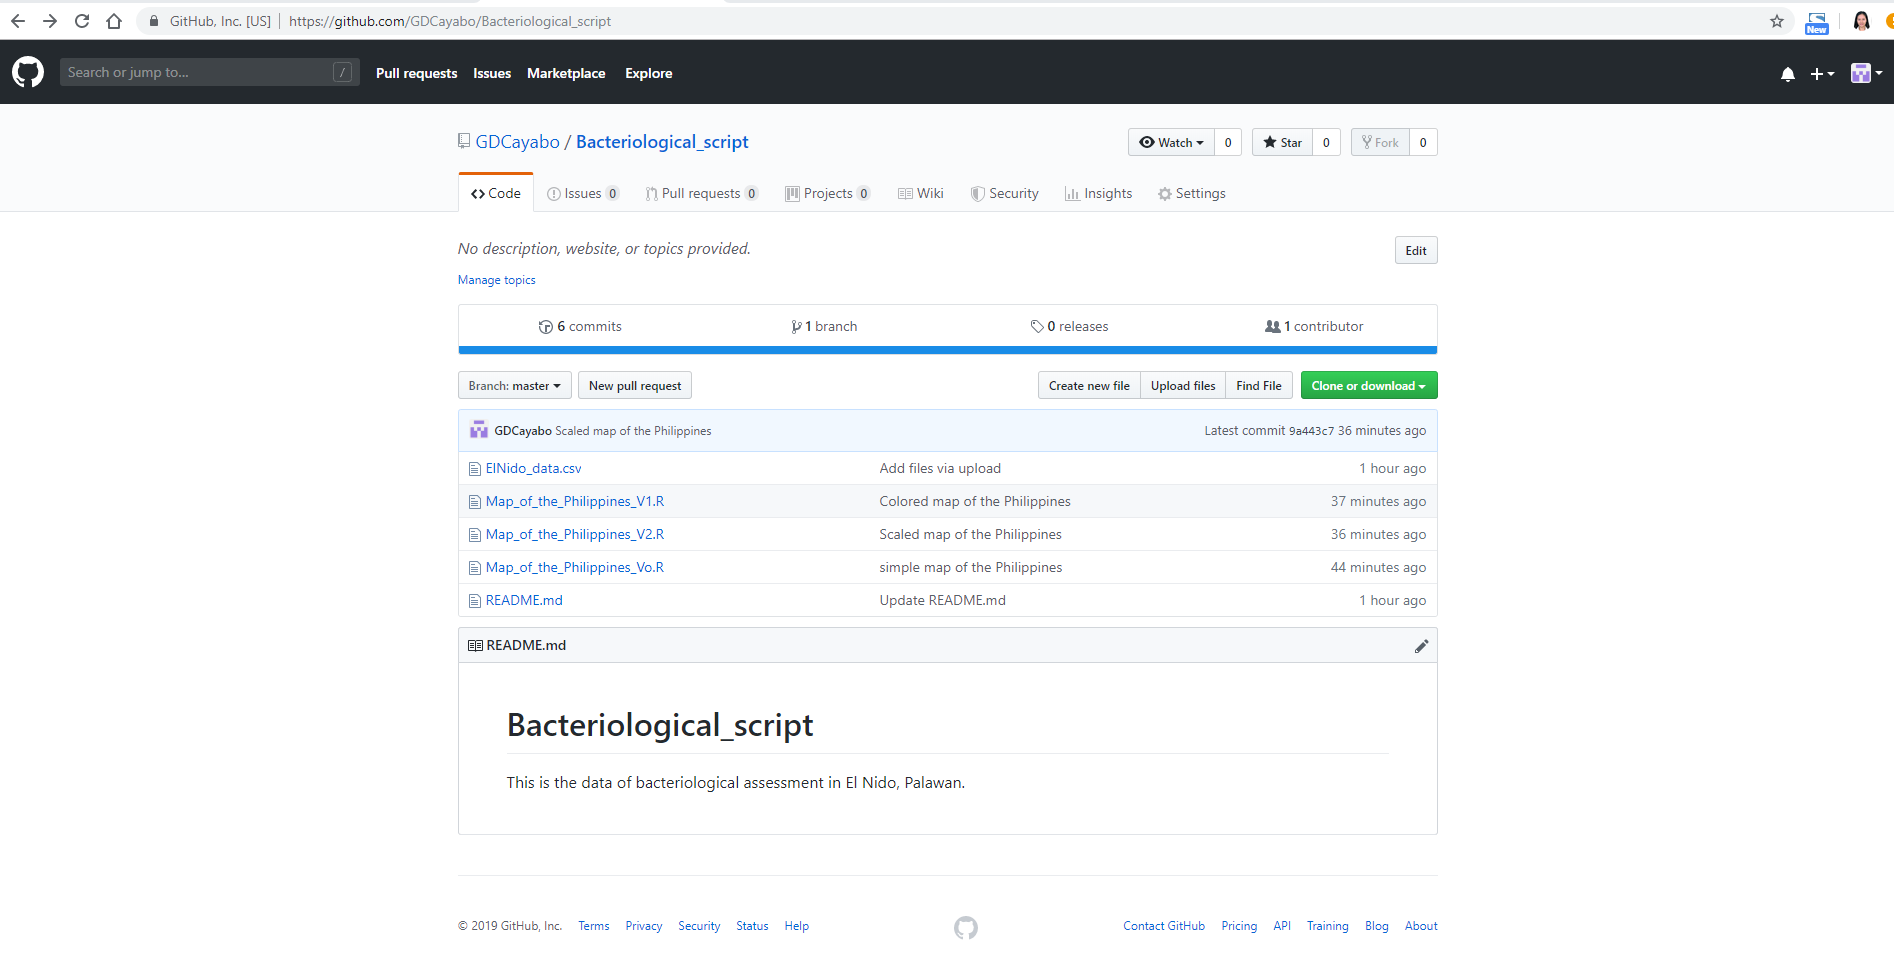 GitHub, Inc. [US] | https://github.com/GDCayabo/Bacteriological_script
New
Search or jump to... /
Pull requests Issues Marketplace Explore
GDCayabo / Bacteriological_script
Watch 0 Star 0 Fork 0
Code Issues 0 Pull requests 0 Projects 0 Wiki Security Insights Settings
No description, website, or topics provided.
Edit
Manage topics
6 commits 1 branch 0 releases 1 contributor
Branch: master New pull request Create new file Upload files Find File Clone or download
GDCayabo Scaled map of the Philippines Latest commit 9a443c7 36 minutes ago
ElNido_data.csv Add files via upload 1 hour ago
Map_of_the_Philippines_V1.R Colored map of the Philippines 37 minutes ago
Map_of_the_Philippines_V2.R Scaled map of the Philippines 36 minutes ago
Map_of_the_Philippines_Vo.R simple map of the Philippines 44 minutes ago
README.md Update README.md 1 hour ago
README.md
Bacteriological_script
This is the data of bacteriological assessment in El Nido, Palawan.
© 2019 GitHub, Inc. Terms Privacy Security Status Help Contact GitHub Pricing API Training Blog About